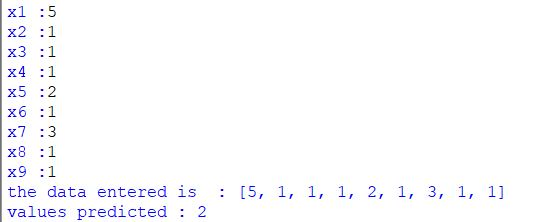 x1 :5
x2 :1
x3 :1
x4 :1
x5 :2
x6 :1
x7 :3
x8 :1
x9 :1
the data entered is  : [5, 1, 1, 1, 2, 1, 3, 1, 1]
values predicted : 2